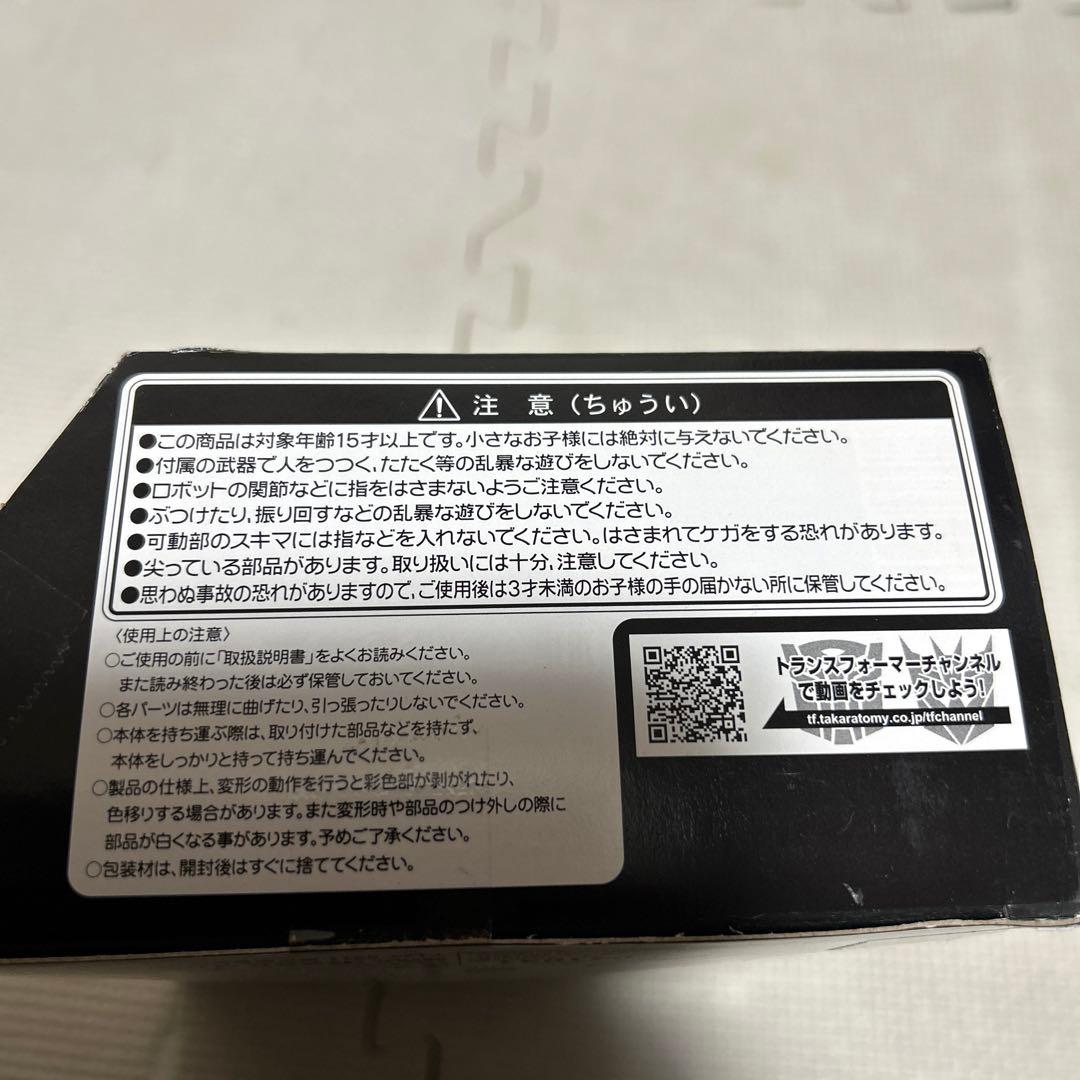 注 意 (ちゅうい)
●この商品は対象年齢15才以上です。小さなお子様には絶対に与えないでください。
●付属の武器で人をつつく、たたく等の乱暴な遊びをしないでください。
●ロボットの関節などに指をはさまないようご注意ください。
●ぶつけたり、振り回すなどの乱暴な遊びをしないでください。
●可動部のスキマには指などを入れないでください。はさまれてケガをする恐れがあります。
●尖っている部品があります。取り扱いには十分、注意してください。
●思わぬ事故の恐れがありますので、ご使用後は3才未満のお子様の手の届かない所に保管してください。
〈使用上の注意〉
○ご使用の前に「取扱説明書」をよくお読みください。
また読み終わった後は必ず保管しておいてください。
○各パーツは無理に曲げたり、引っ張ったりしないでください。
○本体を持ち運ぶ際は、取り付けた部品などを持たず、
本体をしっかりと持って持ち運んでください。
○製品の仕様上、変形の動作を行うと彩色部が剥がれたり、
色移りする場合があります。また変形時や部品のつけ外しの際に
部品が白くなる事があります。予めご了承ください。
○包装材は、開封後はすぐに捨ててください。
トランスフォーマーチャンネル
で動画をチェックしよう!
tf.takaratomy.co.jp/tfchannel